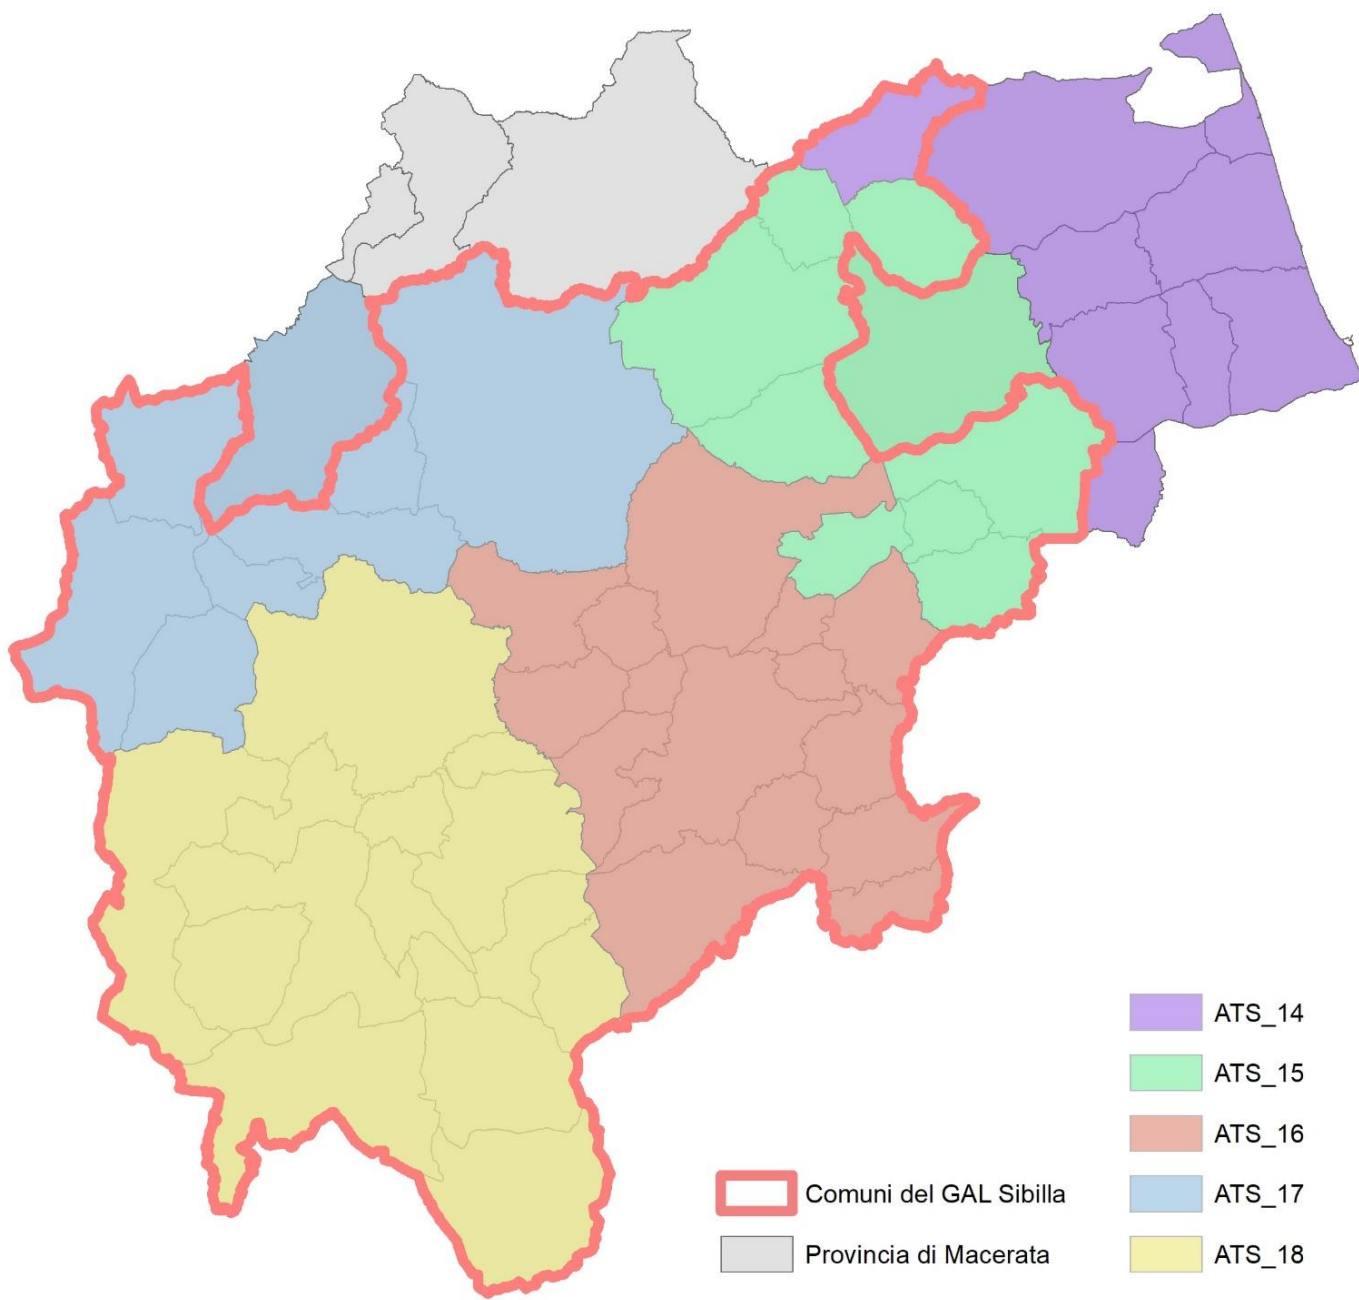 ATS_14
ATS_15
ATS_16
Comuni del GAL Sibilla
ATS_17
Provincia di Macerata
ATS_18